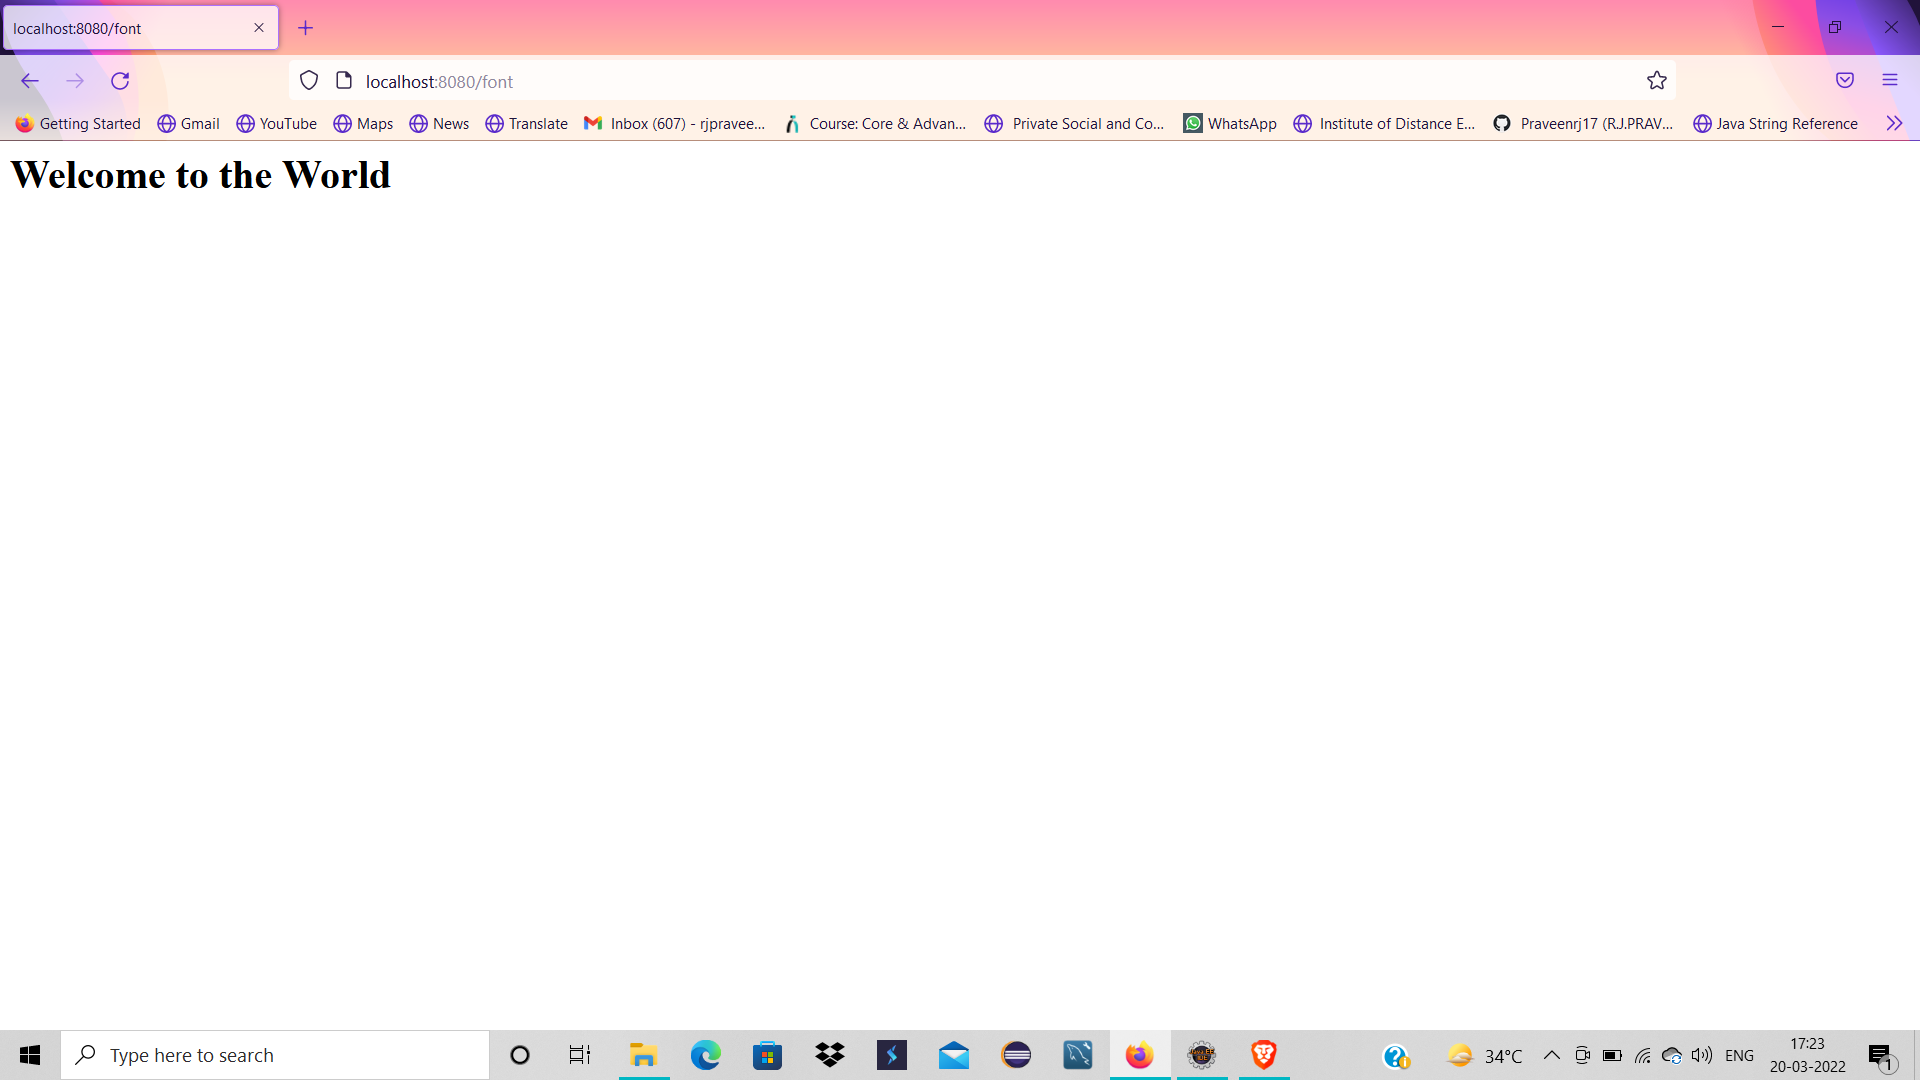 localhost:8080/font
localhost:8080/font
Getting Started Gmail YouTube Maps News Translate Inbox (607) - rjpravee... Course: Core & Advan... Private Social and Co... WhatsApp Institute of Distance E... Praveenrj17 (R.J.PRAV... Java String Reference
Welcome to the World
Type here to search 34°C ENG 17:23
20-03-2022 1